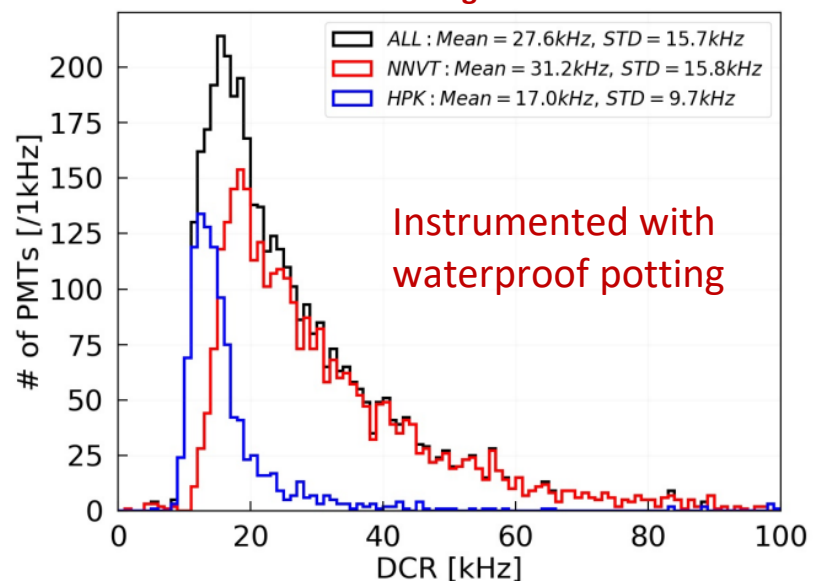 ALL : Mean = 27.6kHz, STD = 15.7kHz
NNVT : Mean = 31.2kHz, STD = 15.8kHz
HPK : Mean = 17.0kHz, STD = 9.7kHz
Instrumented with
waterproof potting
# of PMTs [/1kHz]
200
175
150
125
100
75
50
25
0
0 20 40 60 80 100
DCR [kHz]